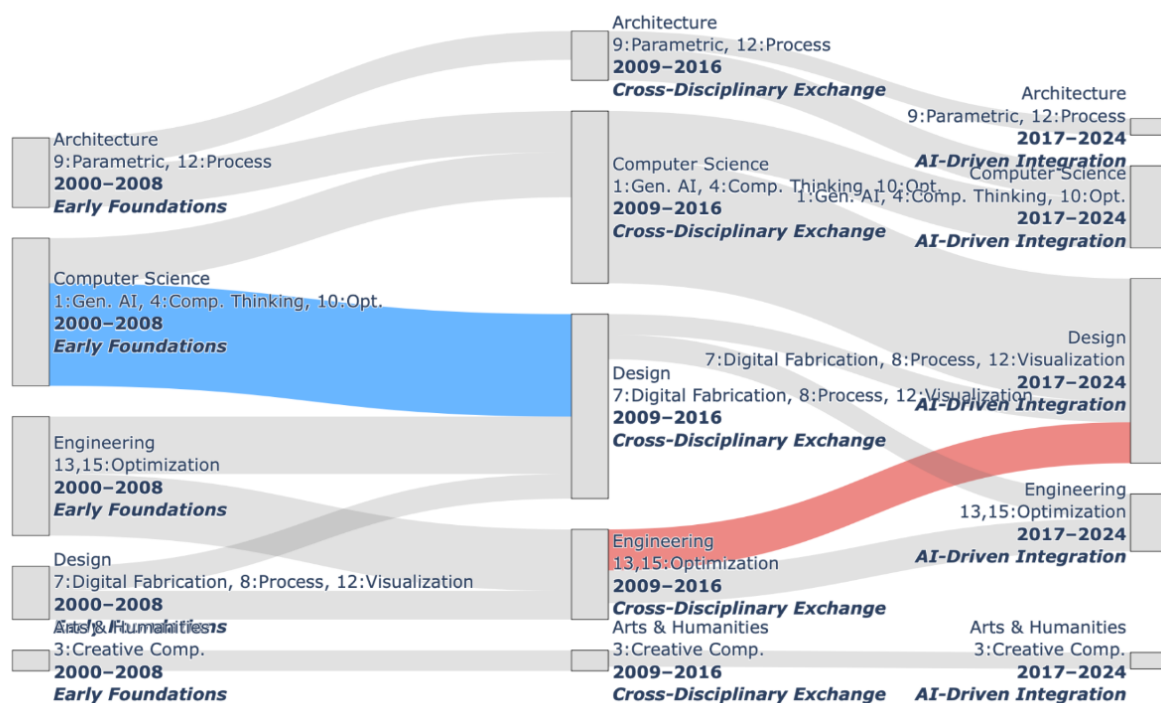 Architecture
9:Parametric, 12:Process
2000–2008
Early Foundations
Computer Science
1:Gen. AI, 4:Comp. Thinking, 10:Opt.
2000–2008
Early Foundations
Engineering
13,15:Optimization
2000–2008
Early Foundations
Design
7:Digital Fabrication, 8:Process, 12:Visualization
2000–2008
Early Foundations
Arts & Humanities
3:Creative Comp.
2000–2008
Early Foundations
Architecture
9:Parametric, 12:Process
2009–2016
Cross-Disciplinary Exchange
Computer Science
1:Gen. AI, 4:Comp. Thinking, 10:Opt.
2009–2016
Cross-Disciplinary Exchange
Design
7:Digital Fabrication, 8:Process, 12:Visualization
2009–2016
Cross-Disciplinary Exchange
Engineering
13,15:Optimization
2009–2016
Cross-Disciplinary Exchange
Arts & Humanities
3:Creative Comp.
2009–2016
Cross-Disciplinary Exchange
Architecture
9:Parametric, 12:Process
2017–2024
AI-Driven Integration
Computer Science
1:Gen. AI, 4:Comp. Thinking, 10:Opt.
2017–2024
AI-Driven Integration
Design
7:Digital Fabrication, 8:Process, 12:Visualization
2017–2024
AI-Driven Integration
Engineering
13,15:Optimization
2017–2024
AI-Driven Integration
Arts & Humanities
3:Creative Comp.
2017–2024
AI-Driven Integration